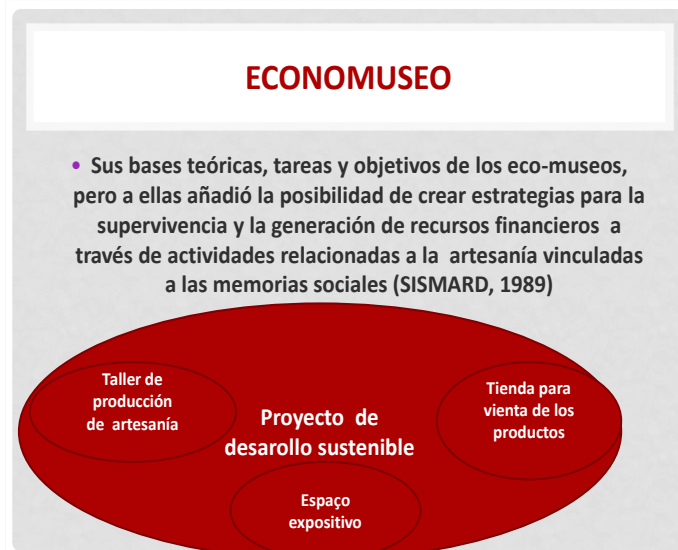 ECONOMUSEO
• Sus bases teóricas, tareas y objetivos de los eco-museos,
pero a ellas añadió la posibilidad de crear estrategias para la
supervivencia y la generación de recursos financieros a
través de actividades relacionadas a la artesanía vinculadas
a las memorias sociales (SISMARD, 1989)
Taller de
producción
de artesanía
Proyecto de
desarollo sustenible
Tienda para
vienta de los
productos
Espaço
expositivo